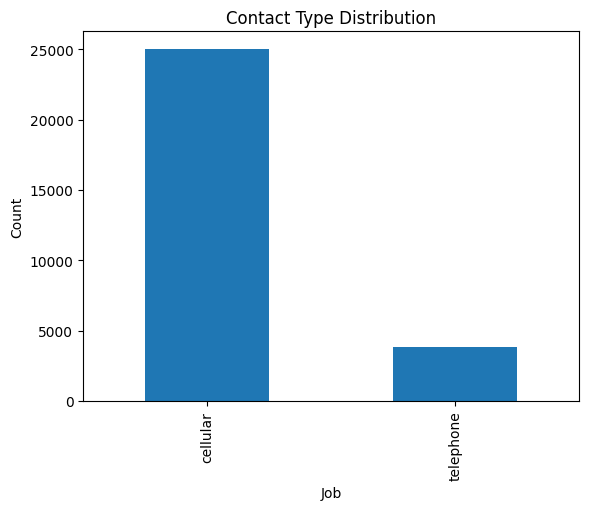 Contact Type Distribution
25000
20000
15000
10000
5000
0
Count
cellular
telephone
Job